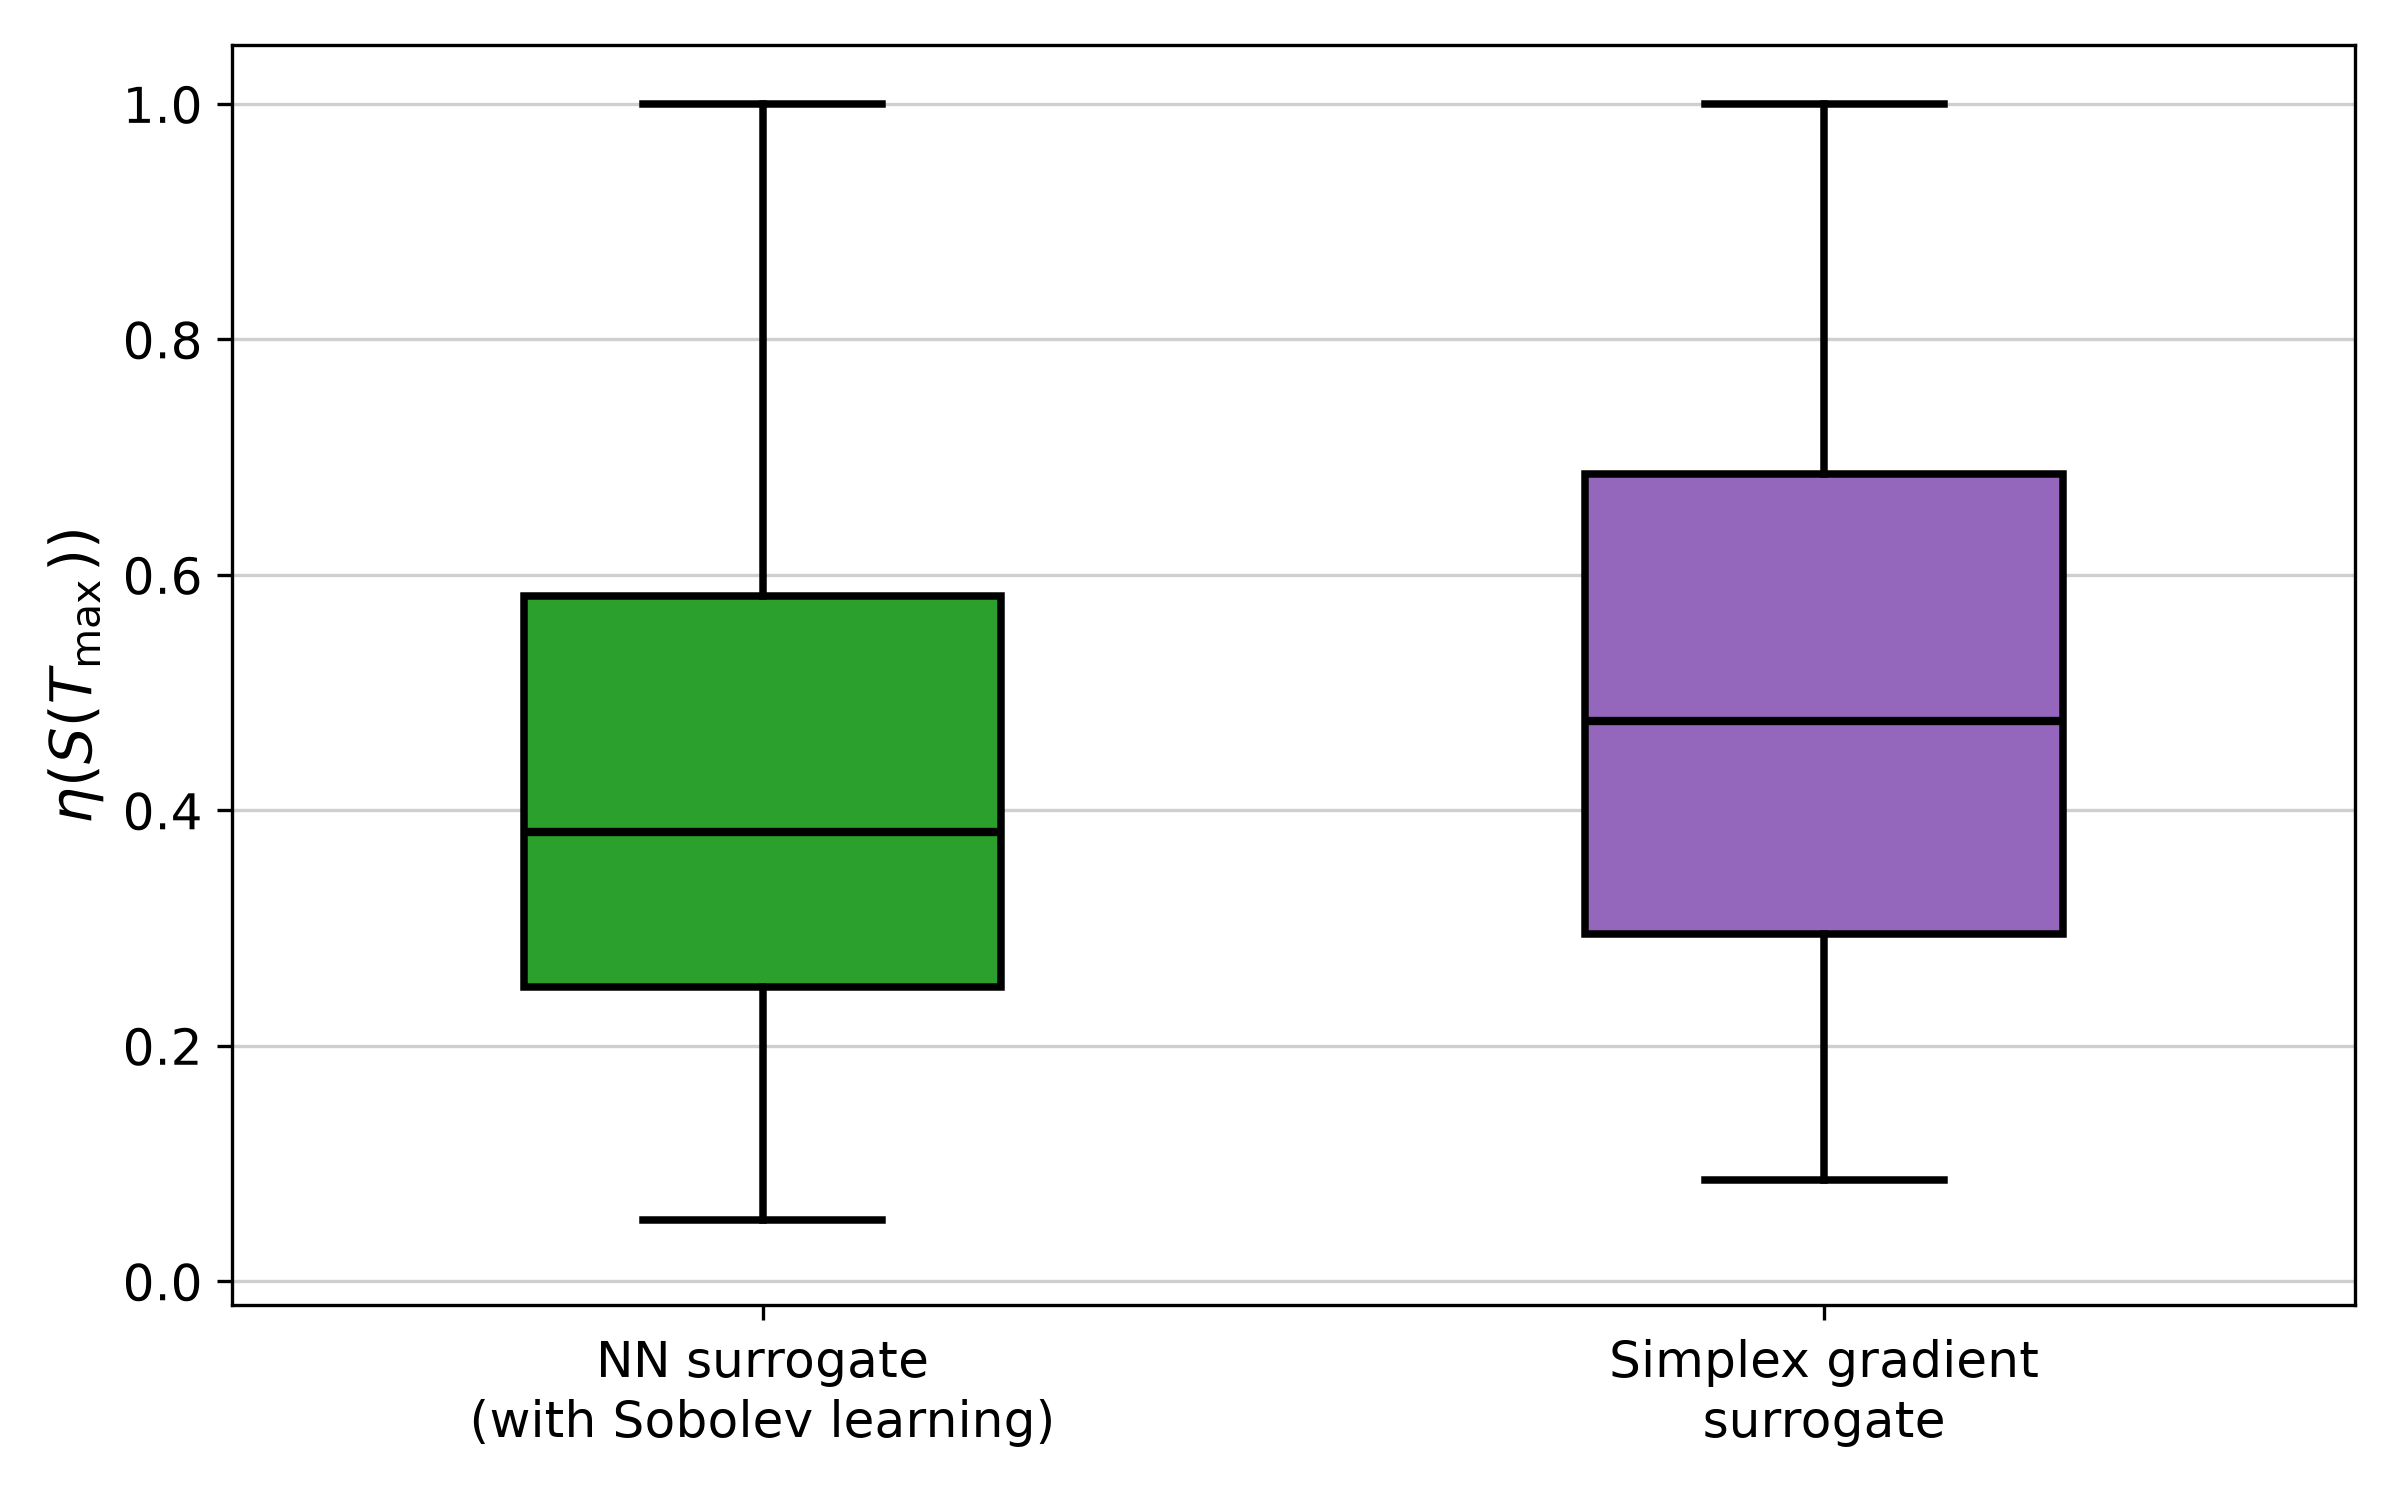 η(S(T_max))
1.0
0.8
0.6
0.4
0.2
0.0
NN surrogate
(with Sobolev learning)
Simplex gradient
surrogate